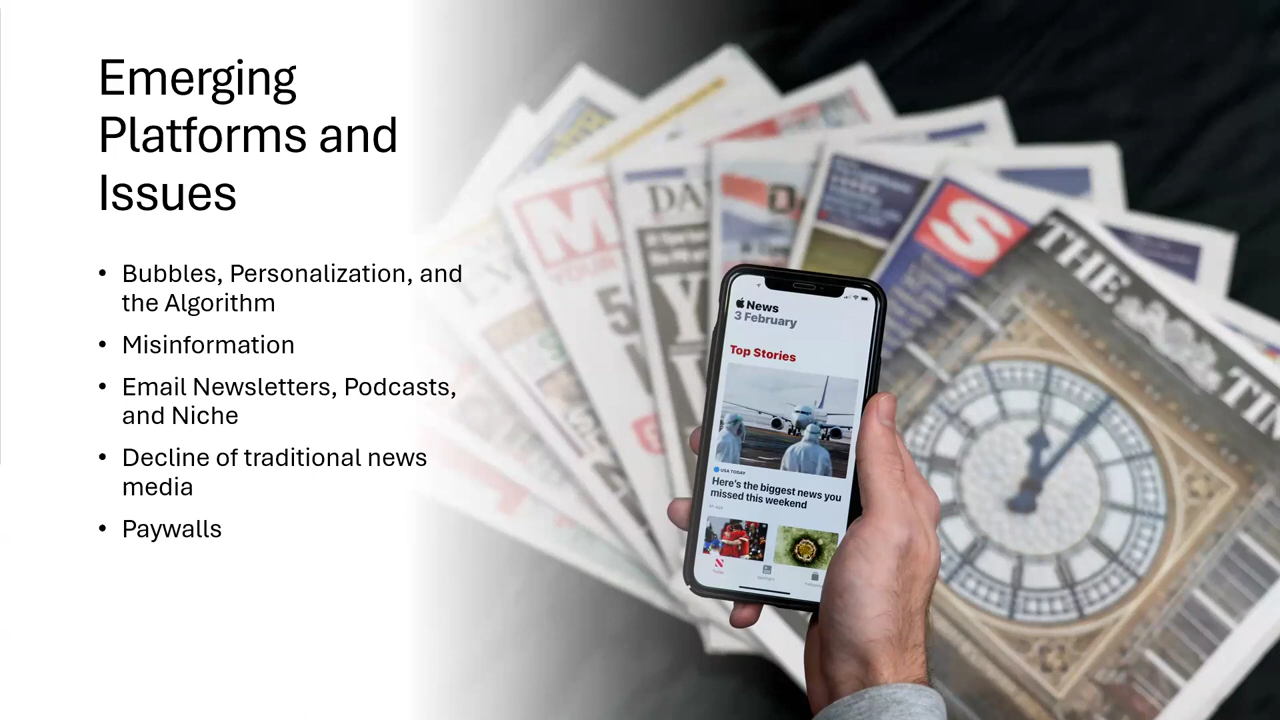 Emerging
Platforms and
Issues
• Bubbles, Personalization, and
the Algorithm
• Misinformation
• Email Newsletters, Podcasts,
and Niche
• Decline of traditional news
media
• Paywalls
News
3 February
Top Stories
USA TODAY
Here's the biggest news you
missed this weekend
THE